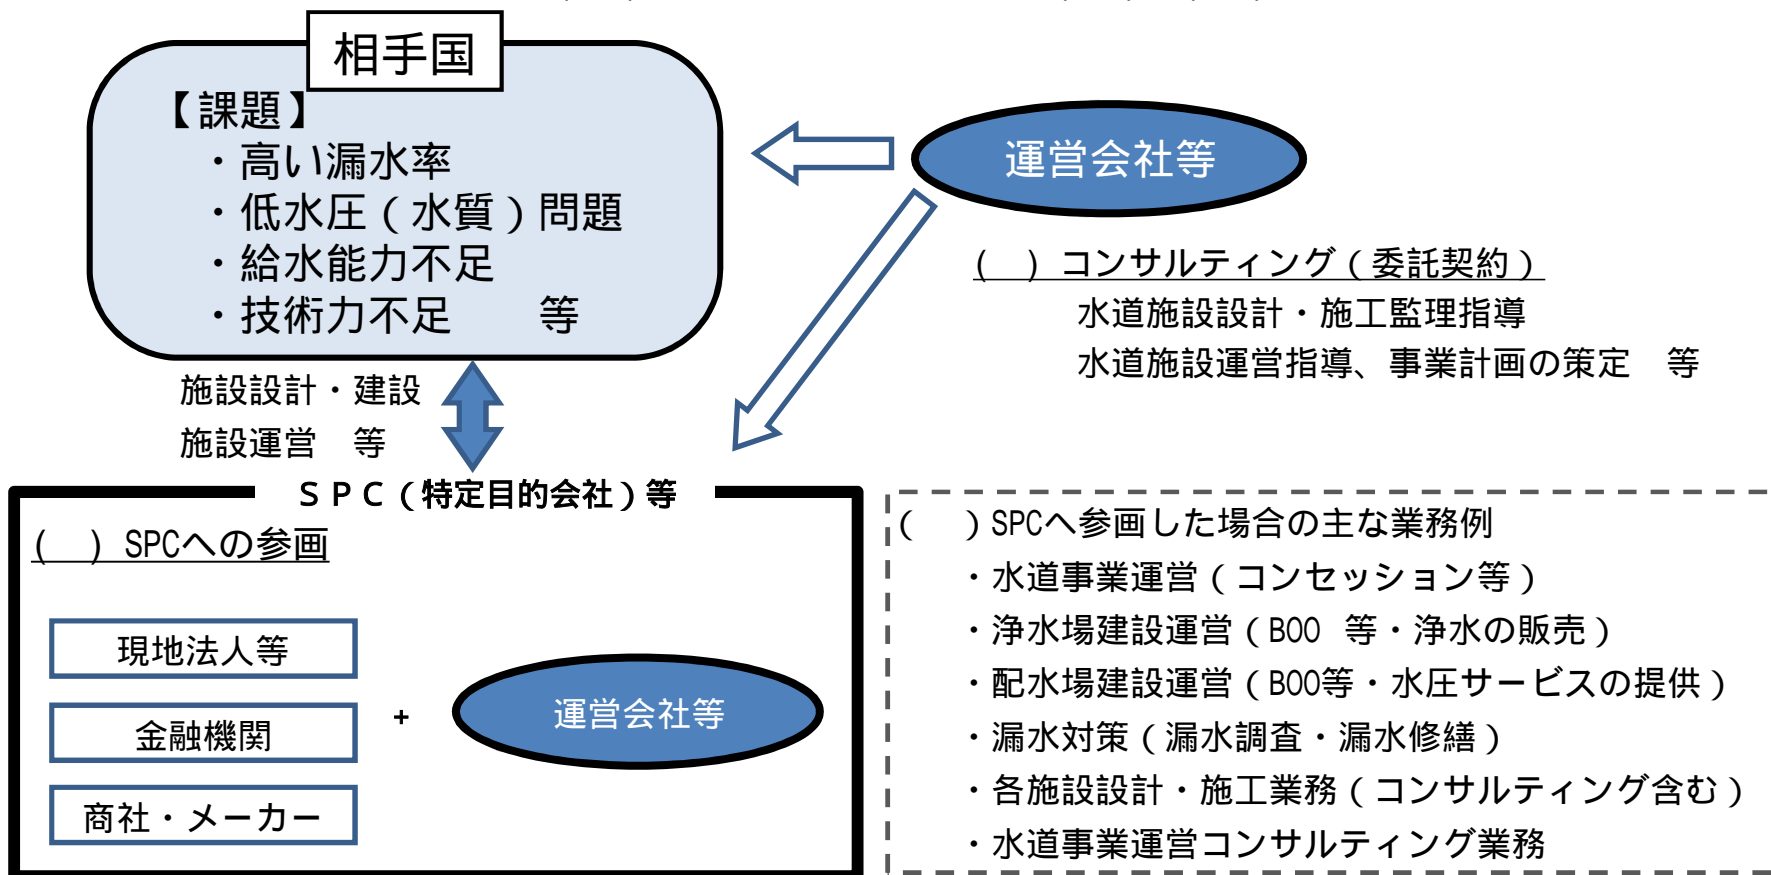 相手国
【課題】
・高い漏水率
・低水圧(水質)問題
・給水能力不足
・技術力不足　等
運営会社等
( ) コンサルティング(委託契約)
水道施設設計・施工監理指導
水道施設運営指導、事業計画の策定　等
施設設計・建設
施設運営　等
ＳＰＣ(特定目的会社)等
( ) SPCへの参画
現地法人等
金融機関
商社・メーカー
+
運営会社等
( )SPCへ参画した場合の主な業務例
・水道事業運営(コンセッション等)
・浄水場建設運営(BOO 等・浄水の販売)
・配水場建設運営(BOO等・水圧サービスの提供)
・漏水対策(漏水調査・漏水修繕)
・各施設設計・施工業務(コンサルティング含む)
・水道事業運営コンサルティング業務